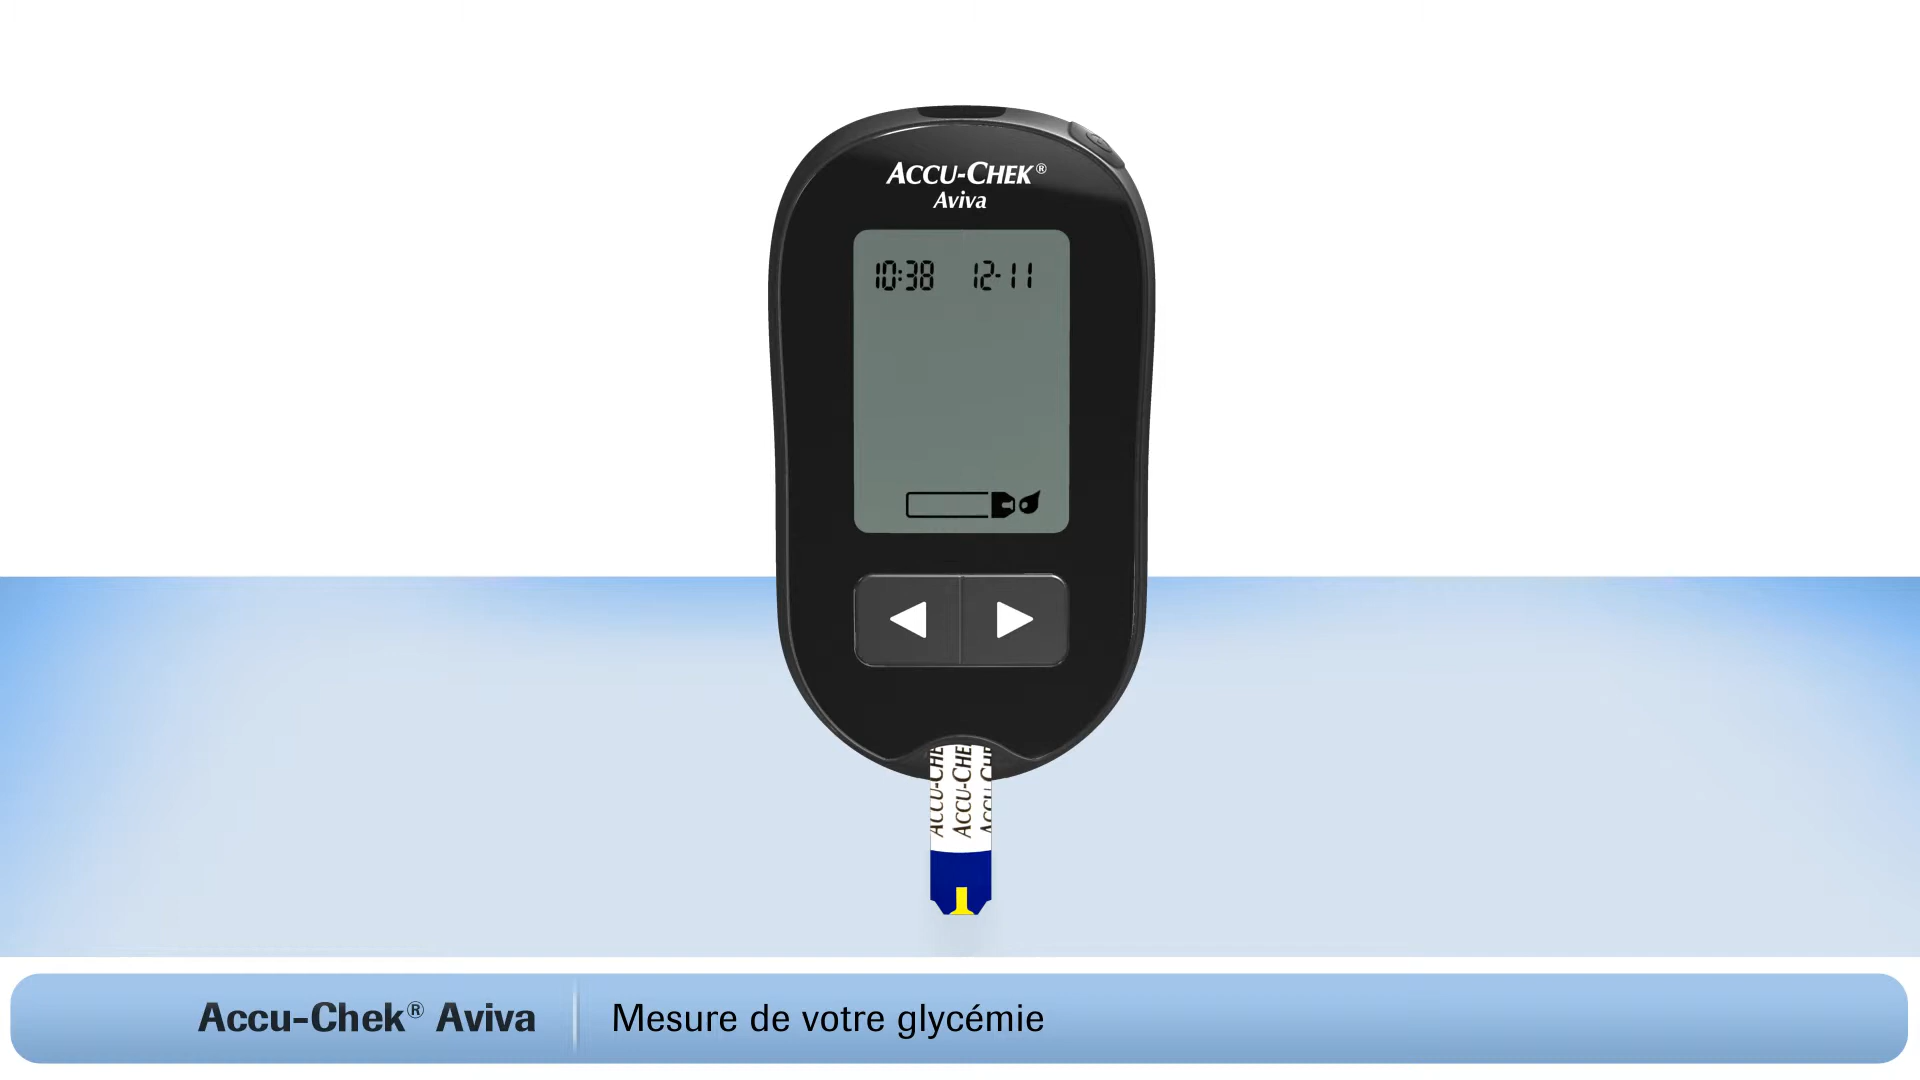 ACCU-CHEK®
Aviva
10:38 12-11
ACCU-CHEK
Accu-Chek® Aviva
Mesure de votre glycémie